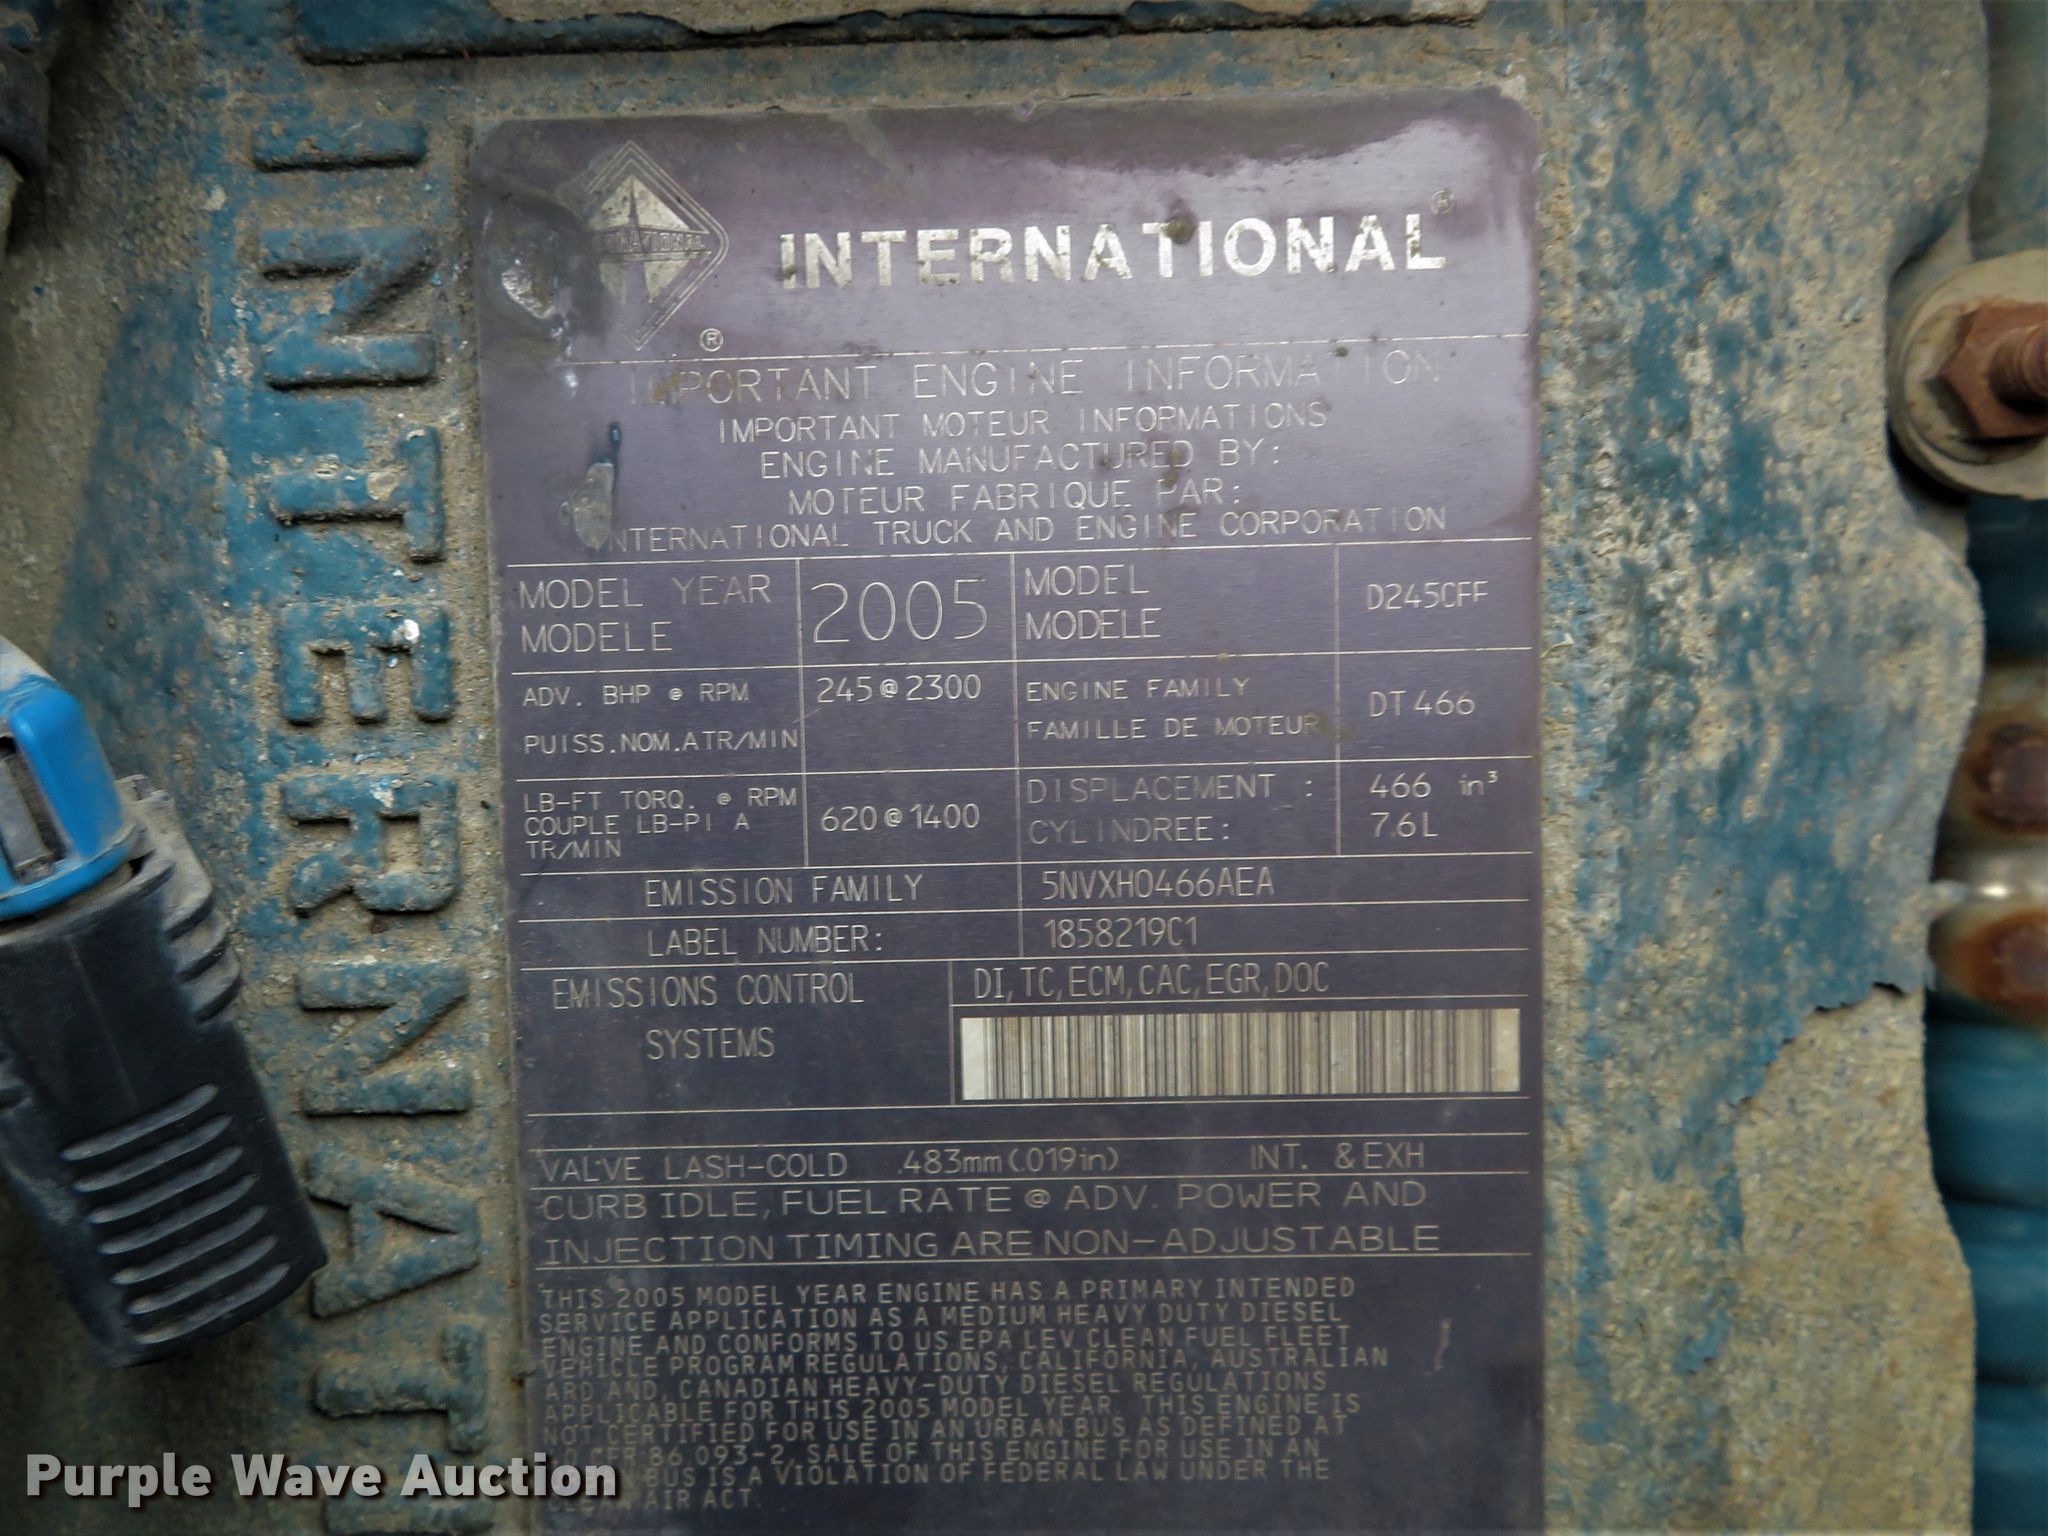 INTERNAT
INTERNATIONAL ®
®
IMPORTANT ENGINE INFORMATION
IMPORTANT MOTEUR INFORMATIONS
ENGINE MANUFACTURED BY:
MOTEUR FABRIQUE PAR:
INTERNATIONAL TRUCK AND ENGINE CORPORATION
MODEL YEAR 2005 MODEL D245CFF
MODELE MODELE
ADV. BHP @ RPM 245@2300 ENGINE FAMILY DT466
PUISS.NOM.ATR/MIN FAMILLE DE MOTEUR
LB-FT TORQ. @ RPM 620@1400 DISPLACEMENT : 466 in³
COUPLE LB-PI A CYLINDREE: 7.6L
TR/MIN
EMISSION FAMILY 5NVXH0466AEA
LABEL NUMBER: 1858219C1
EMISSIONS CONTROL DI,TC,ECM,CAC,EGR,DOC
SYSTEMS
VALVE LASH-COLD .483mm(.019in) INT. & EXH
CURB IDLE, FUEL RATE @ ADV. POWER AND
INJECTION TIMING ARE NON-ADJUSTABLE
THIS 2005 MODEL YEAR ENGINE HAS A PRIMARY INTENDED
SERVICE APPLICATION AS A MEDIUM HEAVY DUTY DIESEL
ENGINE AND CONFORMS TO US EPA LEV CLEAN FUEL FLEET
VEHICLE PROGRAM REGULATIONS, CALIFORNIA, AUSTRALIAN
ARD AND, CANADIAN HEAVY-DUTY DIESEL REGULATIONS
APPLICABLE FOR THIS 2005 MODEL YEAR. THIS ENGINE IS
NOT CERTIFIED FOR USE IN AN URBAN BUS AS DEFINED AT
86.093-2, SALE OF THIS ENGINE FOR USE IN AN
BUS IS A VIOLATION OF FEDERAL LAW UNDER THE
CLEAN AIR ACT.
Purple Wave Auction